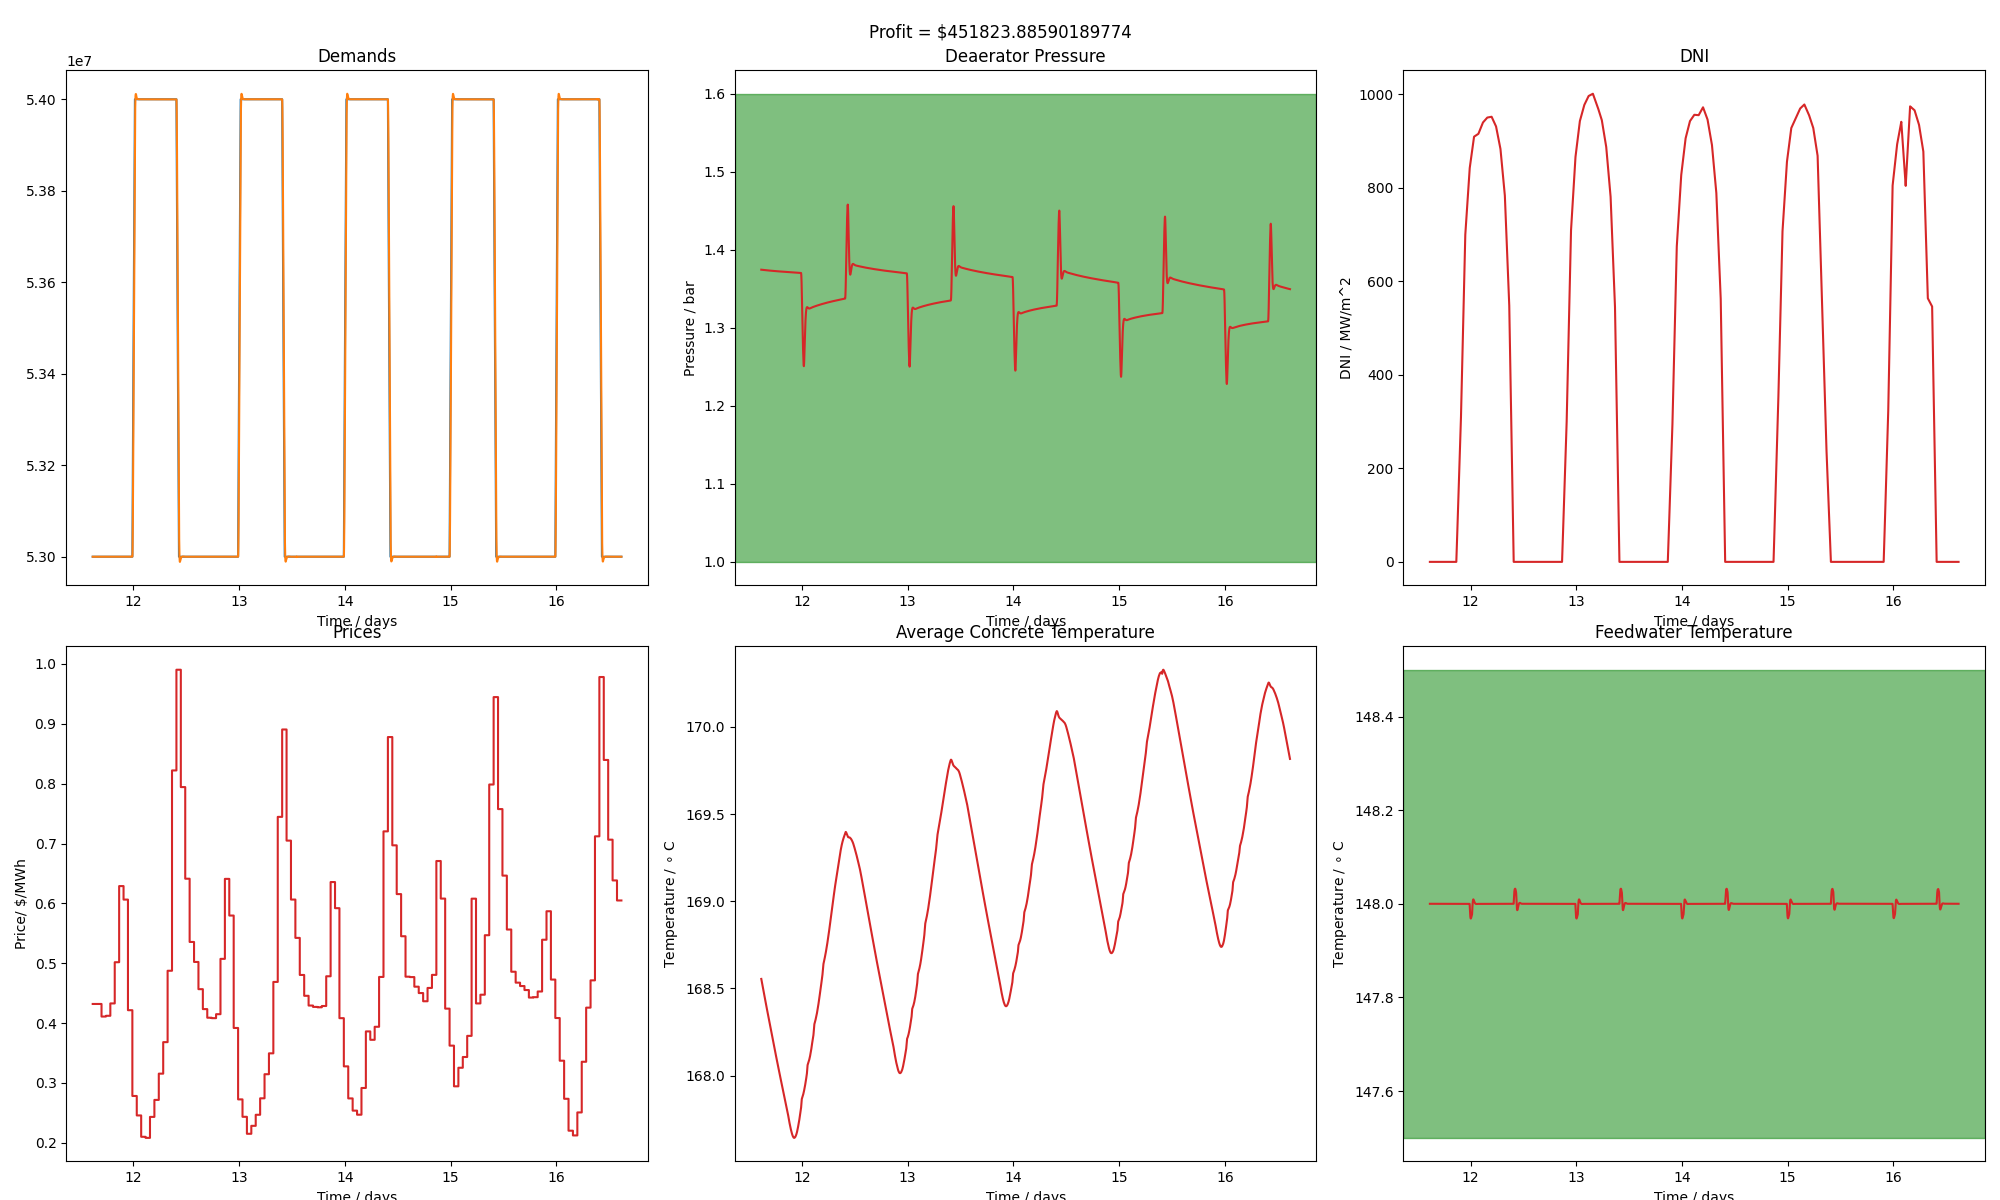 Profit = $451823.88590189774
Demands
1e7
5.40
5.38
5.36
5.34
5.32
5.30
12 13 14 15 16
Time / days
Deaerator Pressure
Pressure / bar
1.6
1.5
1.4
1.3
1.2
1.1
1.0
12 13 14 15 16
Time / days
DNI
DNI / MW/m^2
1000
800
600
400
200
0
12 13 14 15 16
Time / days
Prices
Price/ $/MWh
1.0
0.9
0.8
0.7
0.6
0.5
0.4
0.3
0.2
12 13 14 15 16
Time / days
Average Concrete Temperature
Temperature / ∘ C
170.0
169.5
169.0
168.5
168.0
12 13 14 15 16
Time / days
Feedwater Temperature
Temperature / ∘ C
148.4
148.2
148.0
147.8
147.6
12 13 14 15 16
Time / days